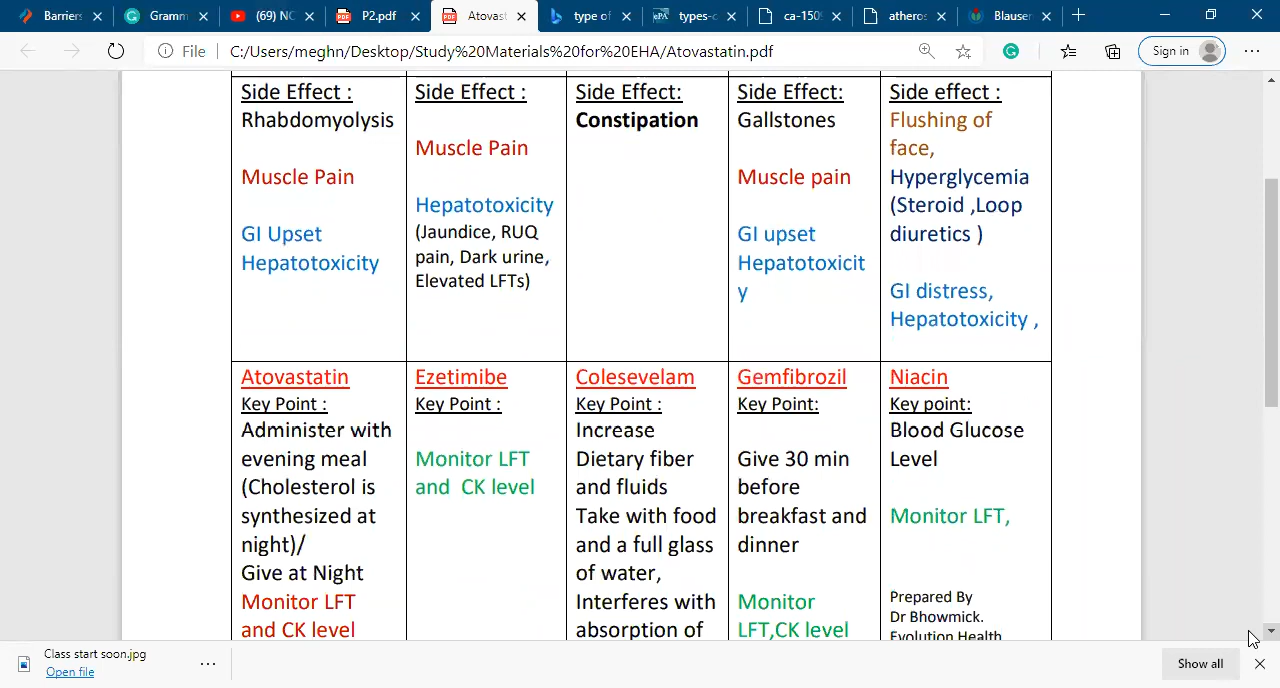 Barriers
Gramm
(69) NC
P2.pdf
Atovast
type of
types-c
ca-150
atheros
Blauser
File
C:/Users/meghn/Desktop/Study%20Materials%20for%20EHA/Atovastatin.pdf
Sign in
Side Effect :
Rhabdomyolysis
Muscle Pain
GI Upset
Hepatotoxicity
Side Effect :
Muscle Pain
Hepatotoxicity
(Jaundice, RUQ
pain, Dark urine,
Elevated LFTs)
Side Effect:
Constipation
Side Effect:
Gallstones
Muscle pain
GI upset
Hepatotoxicit
y
Side effect :
Flushing of
face,
Hyperglycemia
(Steroid ,Loop
diuretics )
GI distress,
Hepatotoxicity ,
Atovastatin
Key Point :
Administer with
evening meal
(Cholesterol is
synthesized at
night)/
Give at Night
Monitor LFT
and CK level
Ezetimibe
Key Point :
Monitor LFT
and CK level
Colesevelam
Key Point :
Increase
Dietary fiber
and fluids
Take with food
and a full glass
of water,
Interferes with
absorption of
Gemfibrozil
Key Point:
Give 30 min
before
breakfast and
dinner
Monitor
LFT,CK level
Niacin
Key point:
Blood Glucose
Level
Monitor LFT,
Prepared By
Dr Bhowmick.
Evolution Health
Class start soon.jpg
Open file
Show all